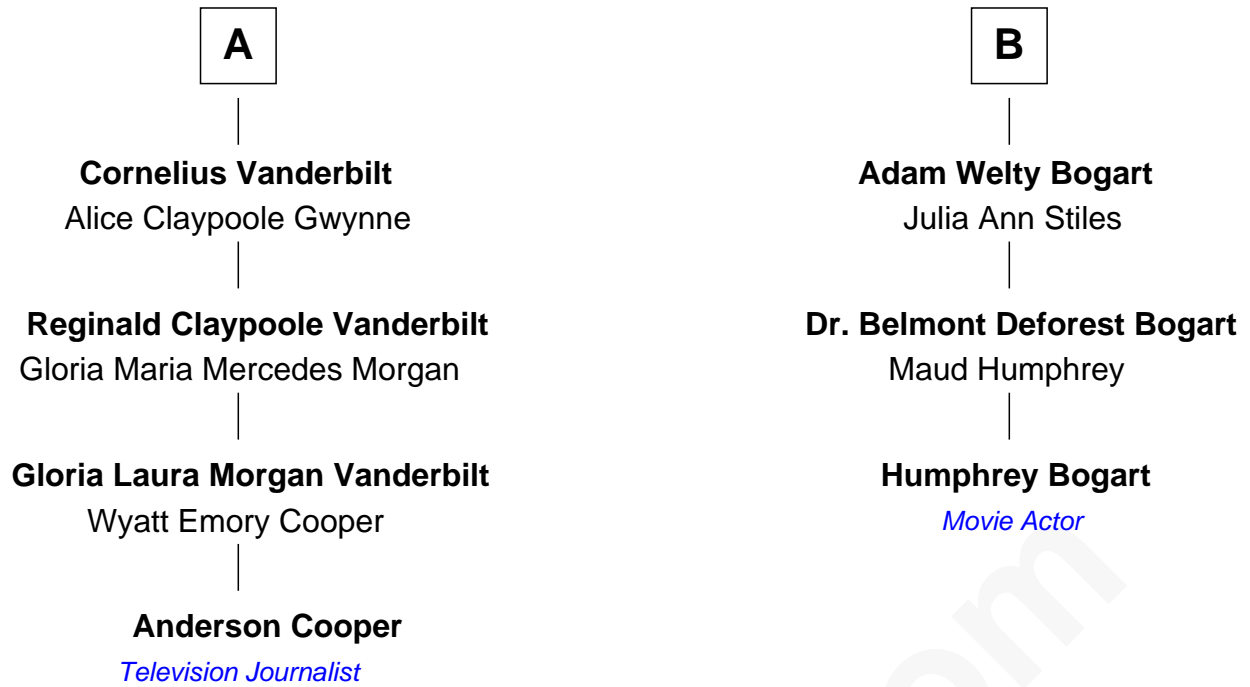 A
Cornelius Vanderbilt
Alice Claypoole Gwynne
Reginald Claypoole Vanderbilt
Gloria Maria Mercedes Morgan
Gloria Laura Morgan Vanderbilt
Wyatt Emory Cooper
Anderson Cooper
Television Journalist
B
Adam Welty Bogart
Julia Ann Stiles
Dr. Belmont Deforest Bogart
Maud Humphrey
Humphrey Bogart
Movie Actor
om